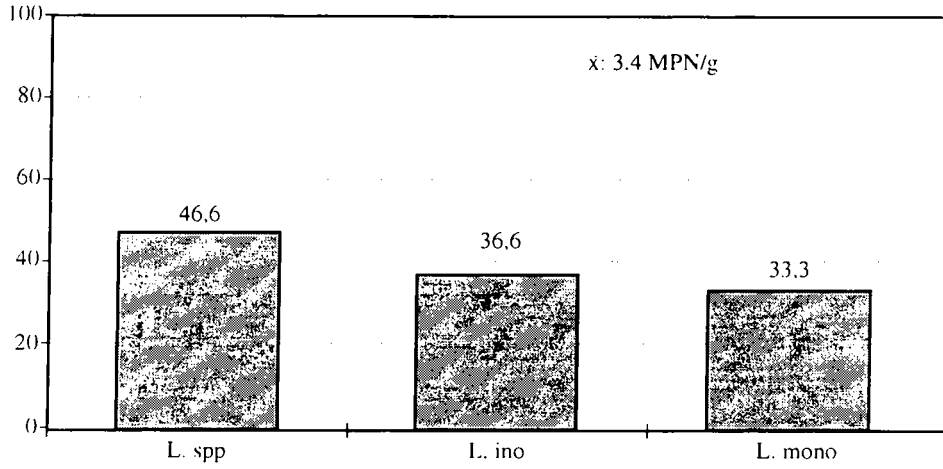 100
x̄: 3.4 MPN/g
80
60
46,6
36,6
40
33.3
20
0
L. spp
L. ino
L. mono